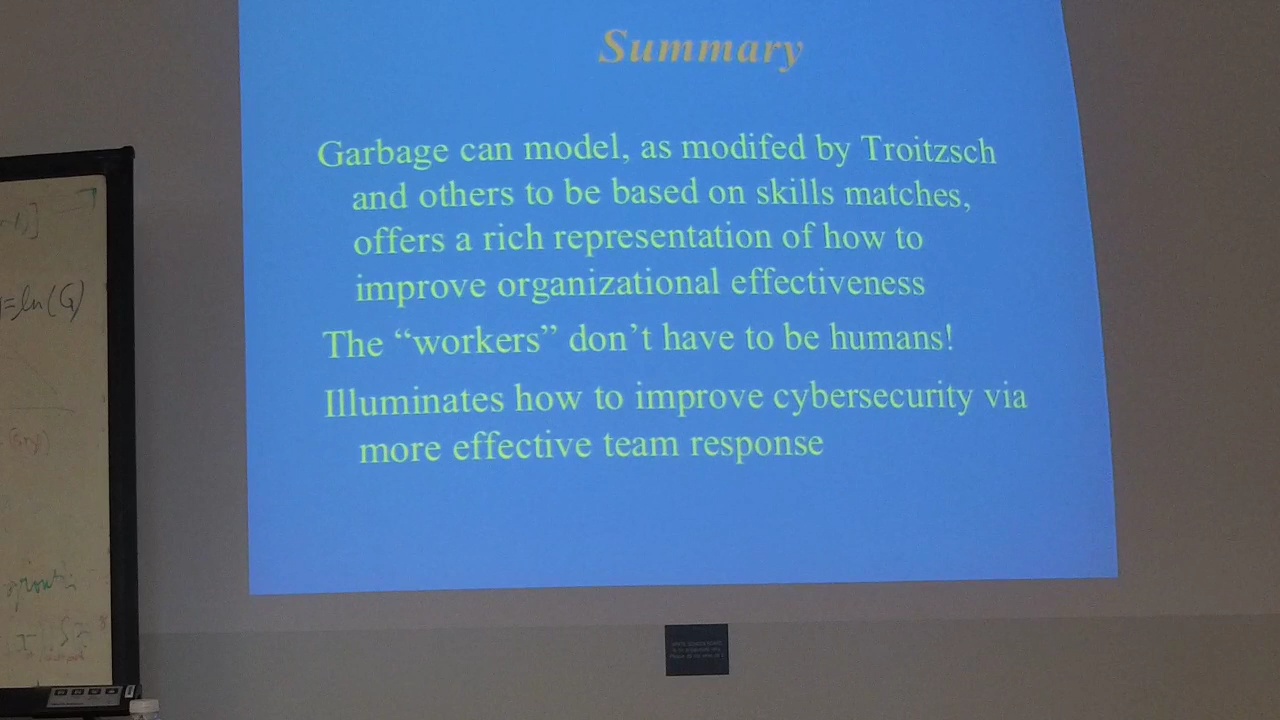 Summary
Garbage can model, as modifed by Troitzsch
and others to be based on skills matches,
offers a rich representation of how to
improve organizational effectiveness
The “workers” don’t have to be humans!
Illuminates how to improve cybersecurity via
more effective team response
=ln(G)